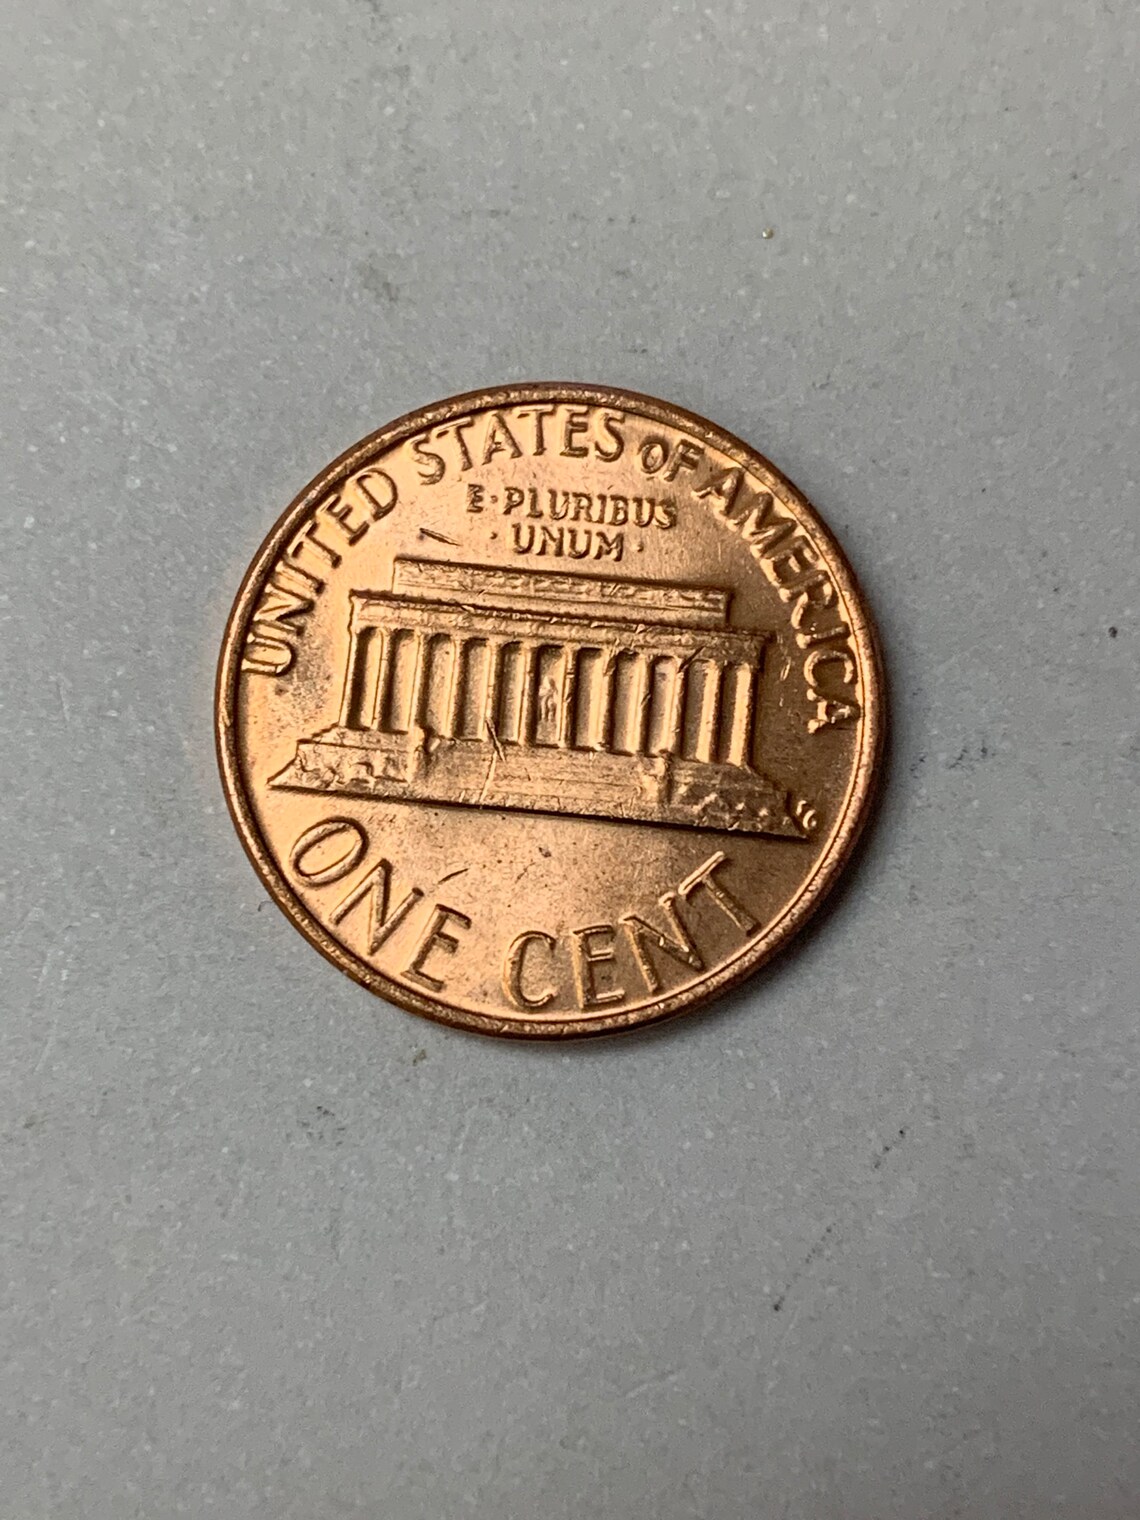 UNITED STATES OF AMERICA
E·PLURIBUS
·UNUM·
ONE CENT